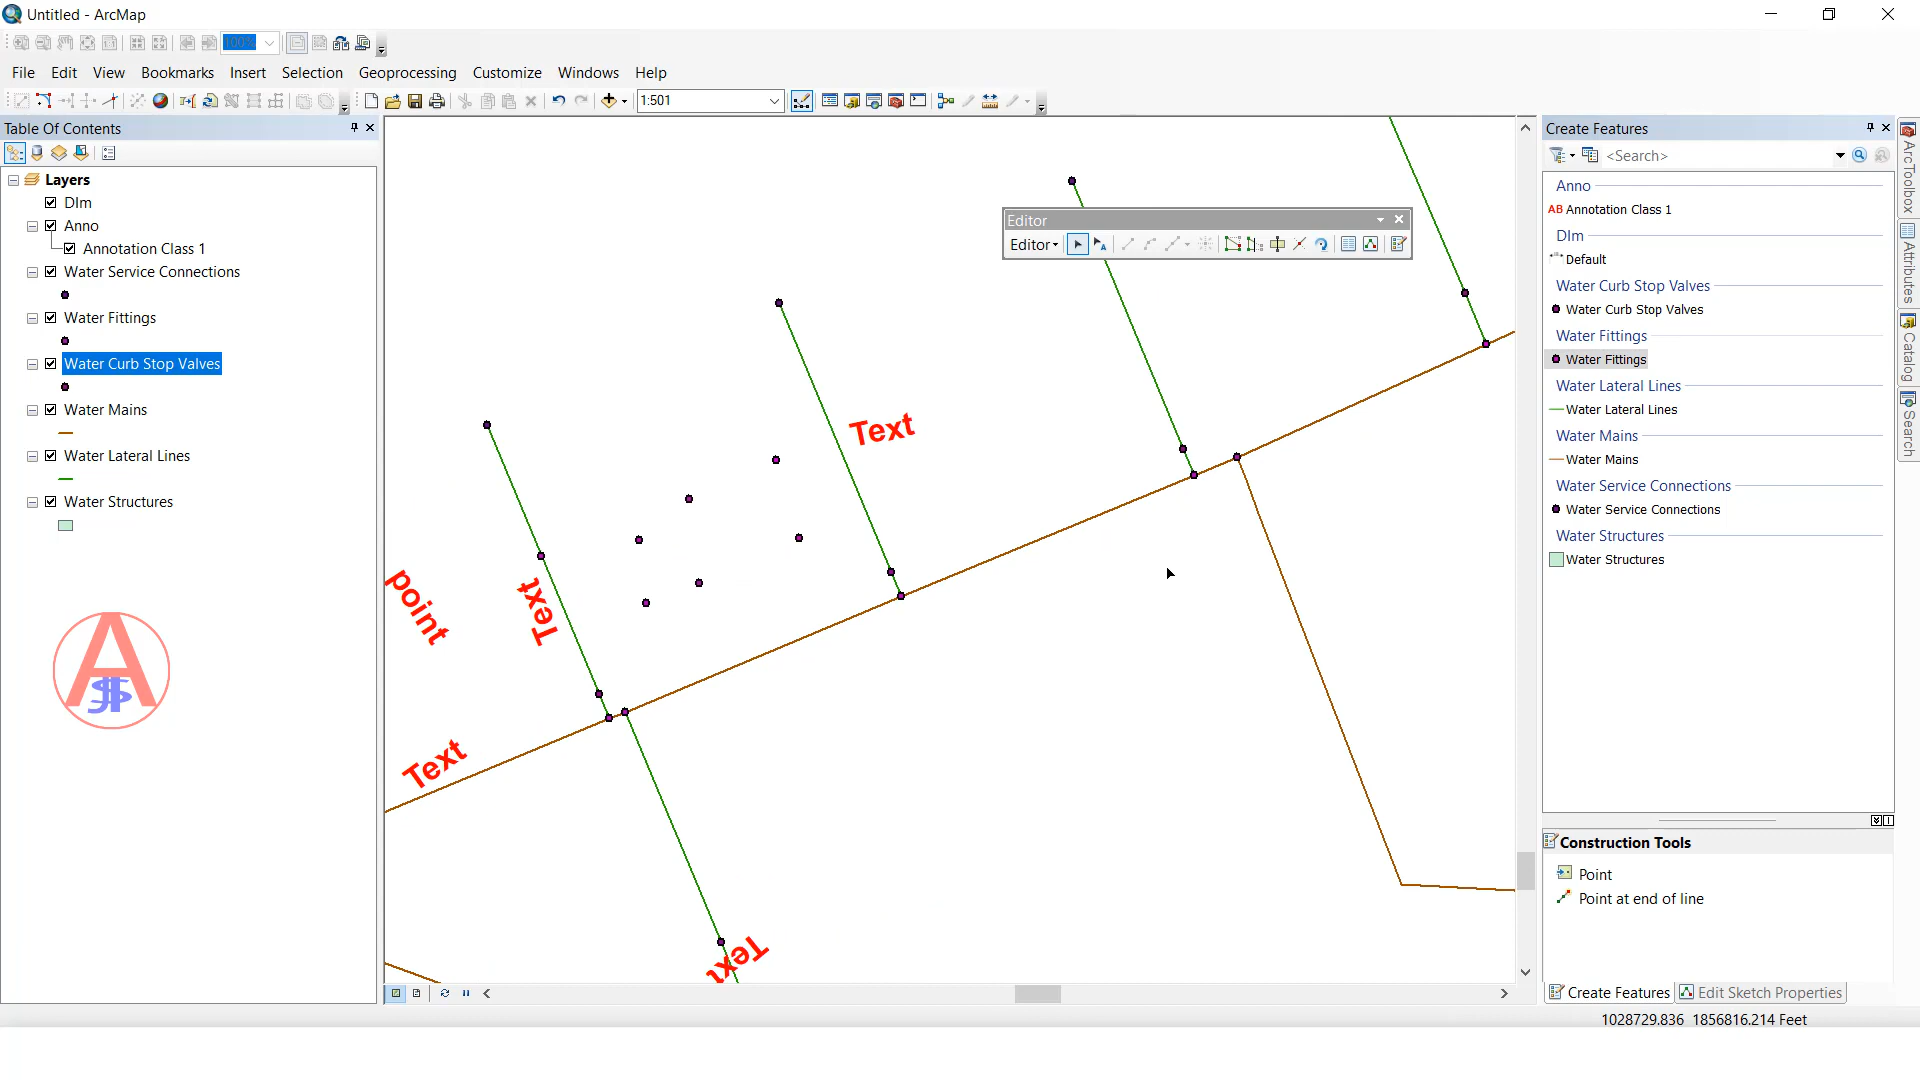 Untitled - ArcMap
100%
File Edit View Bookmarks Insert Selection Geoprocessing Customize Windows Help
1:501
Table Of Contents
Layers
DIm
Anno
Annotation Class 1
Water Service Connections
Water Fittings
Water Curb Stop Valves
Water Mains
Water Lateral Lines
Water Structures
Editor
Editor
Text
point
Text
Text
Text
Create Features
<Search>
Anno
AB Annotation Class 1
DIm
Default
Water Curb Stop Valves
Water Curb Stop Valves
Water Fittings
Water Fittings
Water Lateral Lines
Water Lateral Lines
Water Mains
Water Mains
Water Service Connections
Water Service Connections
Water Structures
Water Structures
Construction Tools
Point
Point at end of line
Create Features Edit Sketch Properties
ArcToolbox
Attributes
Catalog
Search
1028729.836 1856816.214 Feet